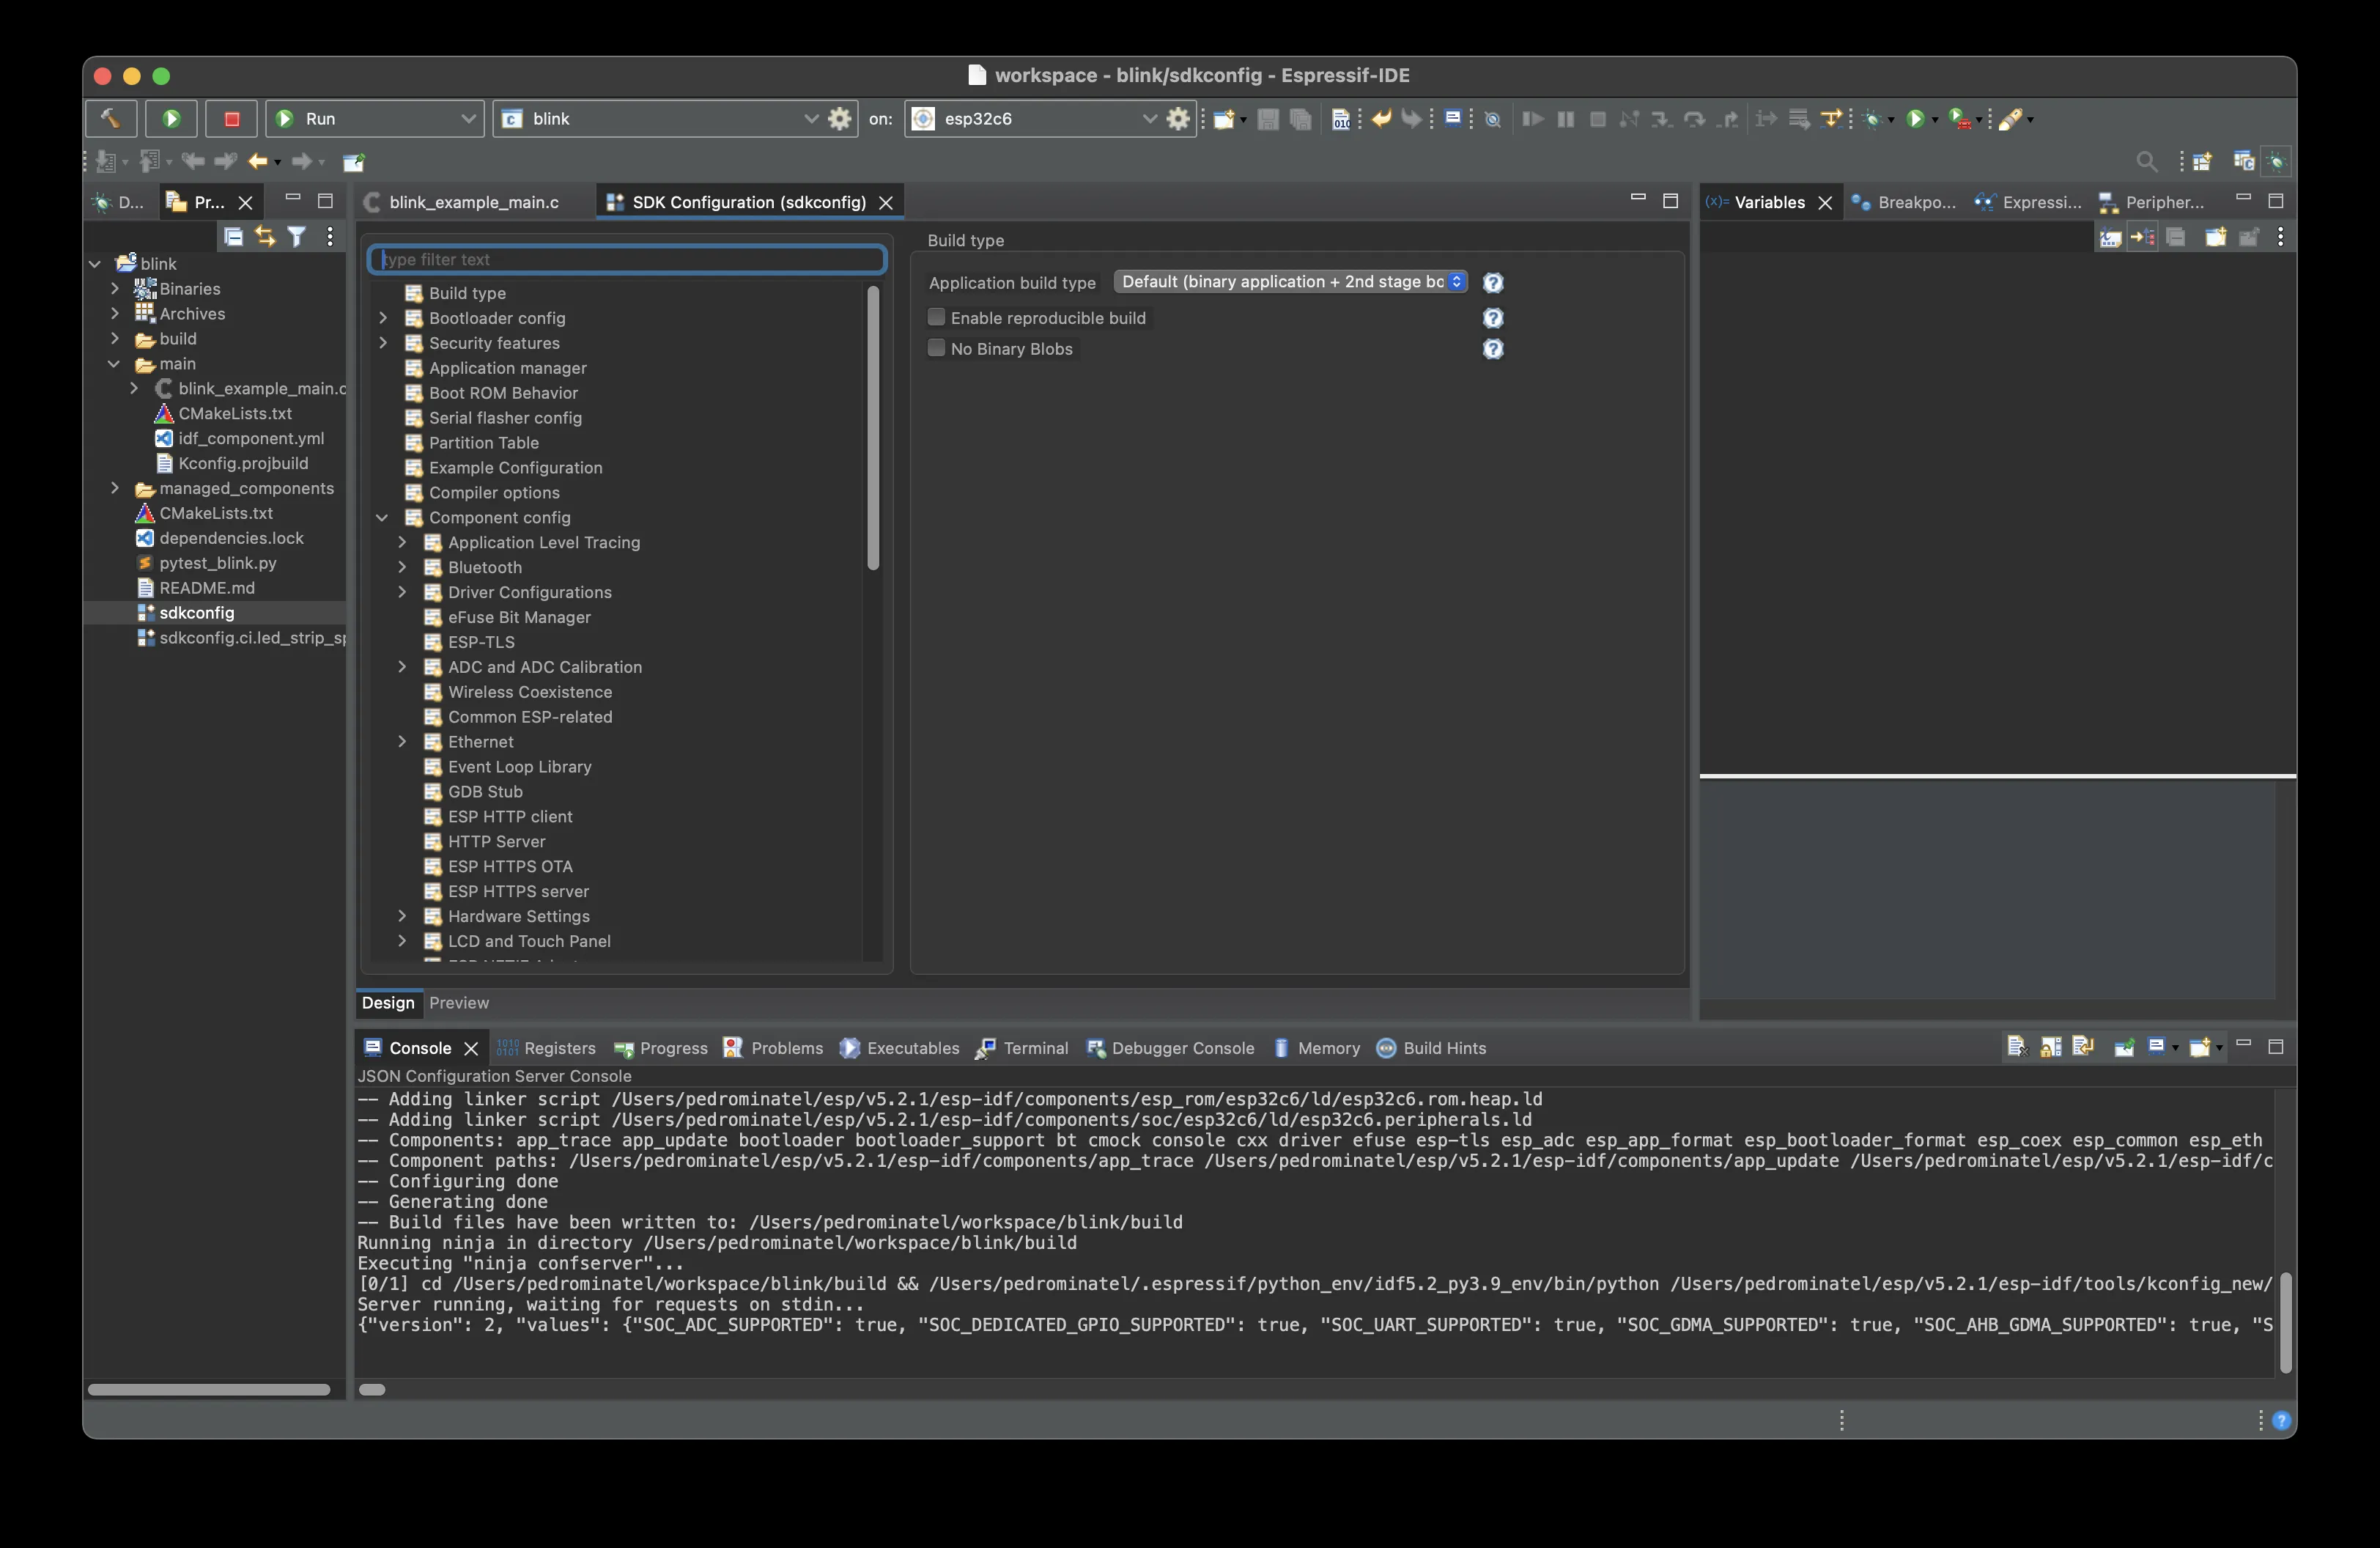 workspace - blink/sdkconfig - Espressif-IDE
Run
blink
on:
esp32c6
010
D...
Pr...
blink
Binaries
Archives
build
main
blink_example_main.c
CMakeLists.txt
idf_component.yml
Kconfig.projbuild
managed_components
CMakeLists.txt
dependencies.lock
pytest_blink.py
README.md
sdkconfig
sdkconfig.ci.led_strip_sp
blink_example_main.c
SDK Configuration (sdkconfig)
type filter text
Build type
Bootloader config
Security features
Application manager
Boot ROM Behavior
Serial flasher config
Partition Table
Example Configuration
Compiler options
Component config
Application Level Tracing
Bluetooth
Driver Configurations
eFuse Bit Manager
ESP-TLS
ADC and ADC Calibration
Wireless Coexistence
Common ESP-related
Ethernet
Event Loop Library
GDB Stub
ESP HTTP client
HTTP Server
ESP HTTPS OTA
ESP HTTPS server
Hardware Settings
LCD and Touch Panel
Build type
Application build type
Default (binary application + 2nd stage bo
Enable reproducible build
No Binary Blobs
Design
Preview
(x)= Variables
Breakpo...
Expressi...
Peripher...
Console
Registers
Progress
Problems
Executables
Terminal
Debugger Console
Memory
Build Hints
JSON Configuration Server Console
-- Adding linker script /Users/pedrominatel/esp/v5.2.1/esp-idf/components/esp_rom/esp32c6/ld/esp32c6.rom.heap.ld
-- Adding linker script /Users/pedrominatel/esp/v5.2.1/esp-idf/components/soc/esp32c6/ld/esp32c6.peripherals.ld
-- Components: app_trace app_update bootloader bootloader_support bt cmock console cxx driver efuse esp-tls esp_adc esp_app_format esp_bootloader_format esp_coex esp_common esp_eth
-- Component paths: /Users/pedrominatel/esp/v5.2.1/esp-idf/components/app_trace /Users/pedrominatel/esp/v5.2.1/esp-idf/components/app_update /Users/pedrominatel/esp/v5.2.1/esp-idf/c
-- Configuring done
-- Generating done
-- Build files have been written to: /Users/pedrominatel/workspace/blink/build
Running ninja in directory /Users/pedrominatel/workspace/blink/build
Executing "ninja confserver"...
[0/1] cd /Users/pedrominatel/workspace/blink/build && /Users/pedrominatel/.espressif/python_env/idf5.2_py3.9_env/bin/python /Users/pedrominatel/esp/v5.2.1/esp-idf/tools/kconfig_new/
Server running, waiting for requests on stdin...
{"version": 2, "values": {"SOC_ADC_SUPPORTED": true, "SOC_DEDICATED_GPIO_SUPPORTED": true, "SOC_UART_SUPPORTED": true, "SOC_GDMA_SUPPORTED": true, "SOC_AHB_GDMA_SUPPORTED": true, "S